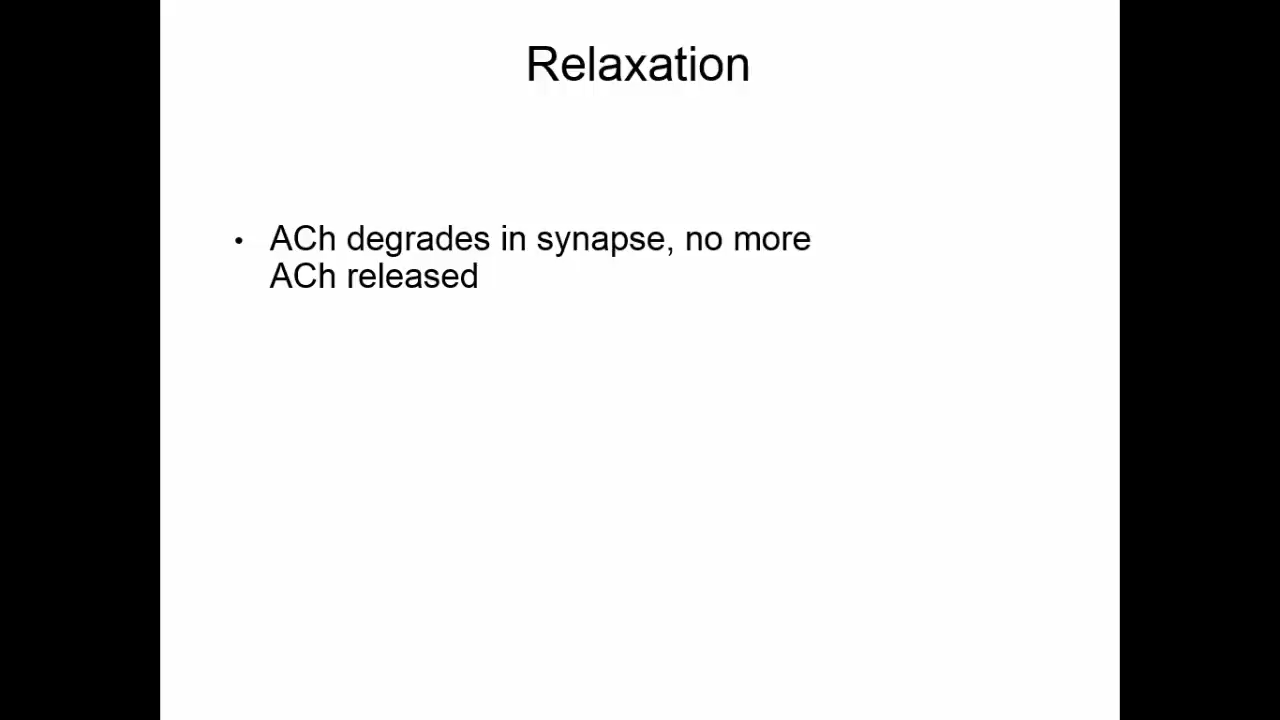 Relaxation
• ACh degrades in synapse, no more
ACh released